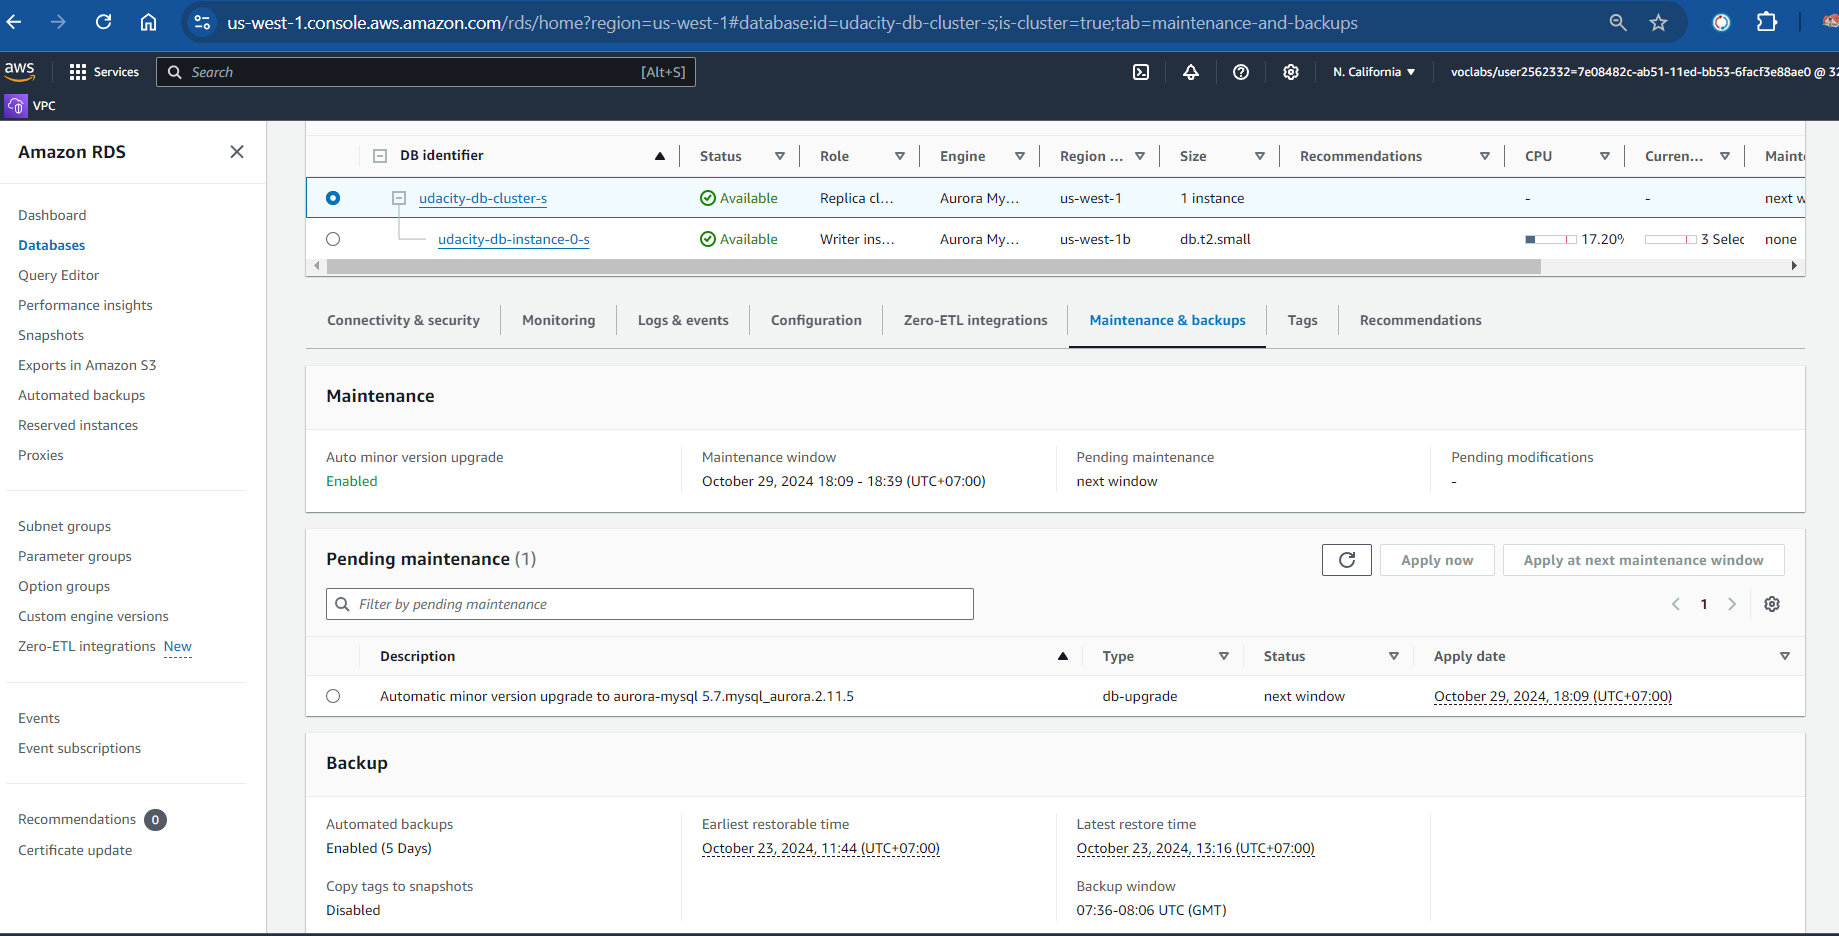 us-west-1.console.aws.amazon.com/rds/home?region=us-west-1#database:id=udacity-db-cluster-s;is-cluster=true;tab=maintenance-and-backups
aws Services Search [Alt+S] N. California voclabs/user2562332=7e08482c-ab51-11ed-bb53-6facf3e88ae0 @ 32
VPC
Amazon RDS
Dashboard
Databases
Query Editor
Performance insights
Snapshots
Exports in Amazon S3
Automated backups
Reserved instances
Proxies
Subnet groups
Parameter groups
Option groups
Custom engine versions
Zero-ETL integrations New
Events
Event subscriptions
Recommendations 0
Certificate update
DB identifier Status Role Engine Region ... Size Recommendations CPU Curren... Maint
udacity-db-cluster-s Available Replica cl... Aurora My... us-west-1 1 instance - - next w
udacity-db-instance-0-s Available Writer ins... Aurora My... us-west-1b db.t2.small 17.20% 3 Selec none
Connectivity & security Monitoring Logs & events Configuration Zero-ETL integrations Maintenance & backups Tags Recommendations
Maintenance
Auto minor version upgrade Maintenance window Pending maintenance Pending modifications
Enabled October 29, 2024 18:09 - 18:39 (UTC+07:00) next window -
Pending maintenance (1) Apply now Apply at next maintenance window
Filter by pending maintenance 1
Description Type Status Apply date
Automatic minor version upgrade to aurora-mysql 5.7.mysql_aurora.2.11.5 db-upgrade next window October 29, 2024, 18:09 (UTC+07:00)
Backup
Automated backups Earliest restorable time Latest restore time
Enabled (5 Days) October 23, 2024, 11:44 (UTC+07:00) October 23, 2024, 13:16 (UTC+07:00)
Copy tags to snapshots Backup window
Disabled 07:36-08:06 UTC (GMT)